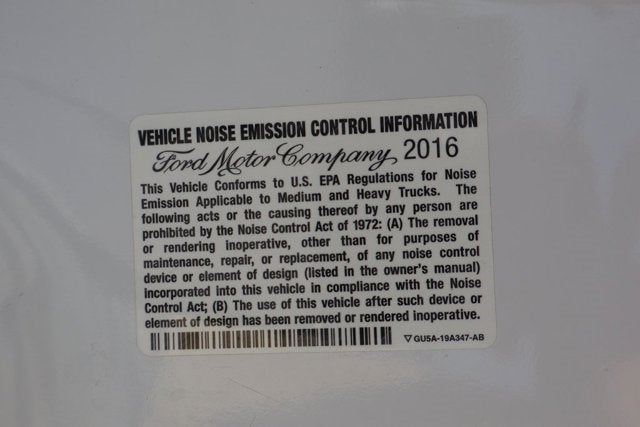 VEHICLE NOISE EMISSION CONTROL INFORMATION
Ford Motor Company 2016
This Vehicle Conforms to U.S. EPA Regulations for Noise
Emission Applicable to Medium and Heavy Trucks. The
following acts or the causing thereof by any person are
prohibited by the Noise Control Act of 1972: (A) The removal
or rendering inoperative, other than for purposes of
maintenance, repair, or replacement, of any noise control
device or element of design (listed in the owner's manual)
incorporated into this vehicle in compliance with the Noise
Control Act; (B) The use of this vehicle after such device or
element of design has been removed or rendered inoperative.
▽ GU5A-19A347-AB